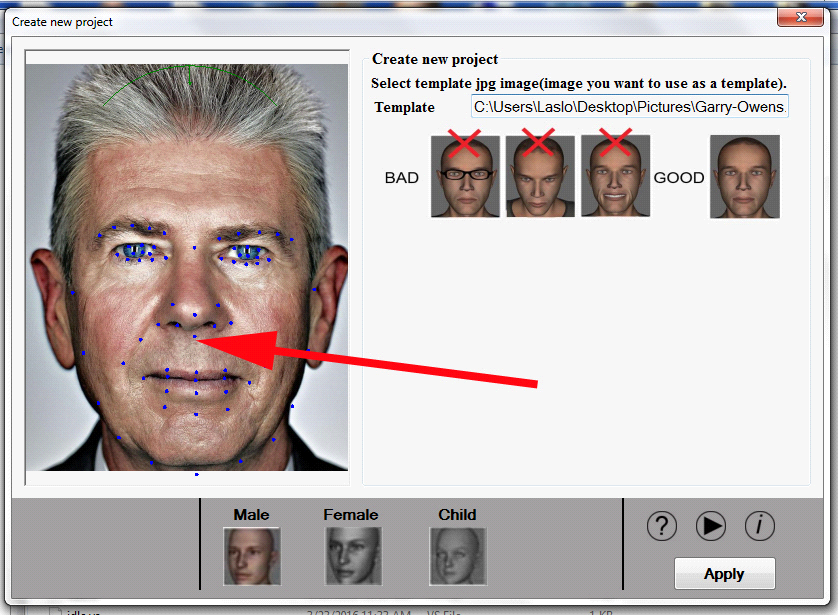 Create new project
Create new project
Select template jpg image(image you want to use as a template).
Template C:\Users\Laslo\Desktop\Pictures\Garry-Owens.
BAD GOOD
Male Female Child
? i
Apply